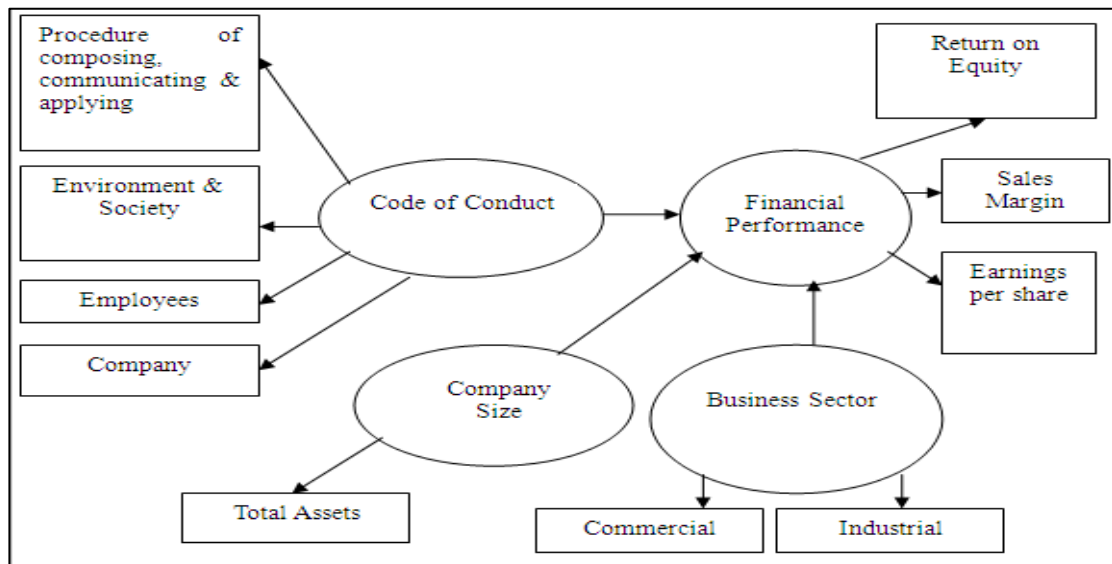 Procedure of
composing,
communicating &
applying
Return on
Equity
Environment &
Society
Code of Conduct
Financial
Performance
Sales
Margin
Employees
Earnings
per share
Company
Company
Size
Business Sector
Total Assets
Commercial
Industrial